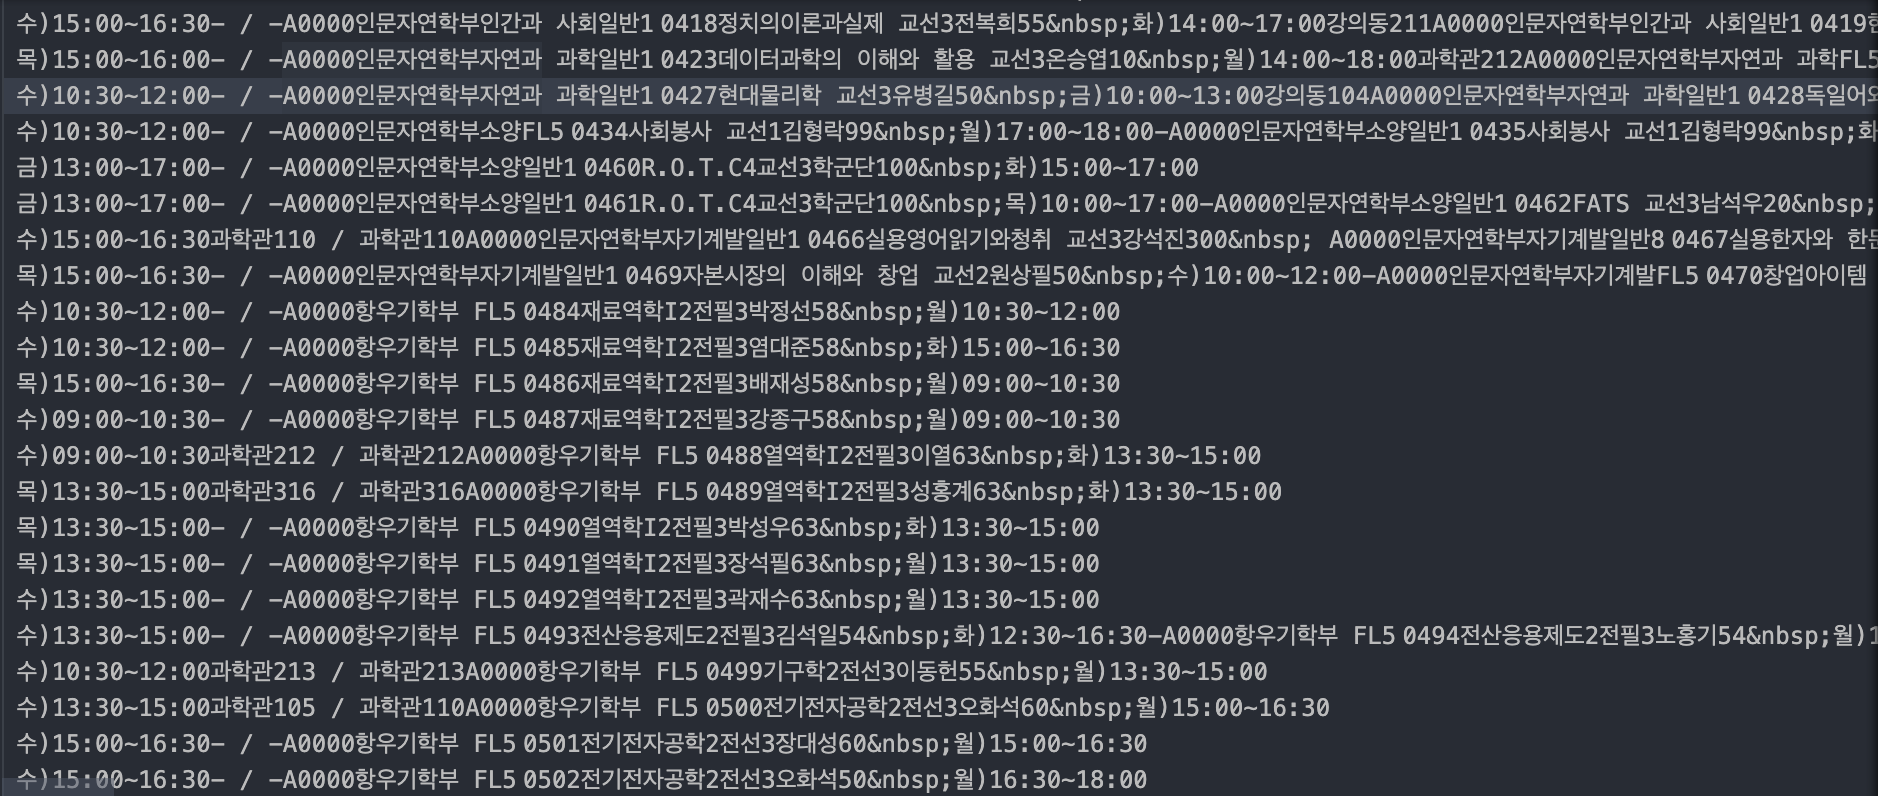 수)15:00~16:30- / -A0000인문자연학부인간과 사회일반1 0418정치의이론과실제 교선3전복희55&nbsp;화)14:00~17:00강의동211A0000인문자연학부인간과 사회일반1 0419
목)15:00~16:00- / -A0000인문자연학부자연과 과학일반1 0423데이터과학의 이해와 활용 교선3온승엽10&nbsp;월)14:00~18:00과학관212A0000인문자연학부자연과 과학FL5
수)10:30~12:00- / -A0000인문자연학부자연과 과학일반1 0427현대물리학 교선3유병길50&nbsp;금)10:00~13:00강의동104A0000인문자연학부자연과 과학일반1 0428독일어와
수)10:30~12:00- / -A0000인문자연학부소양FL5 0434사회봉사 교선1김형락99&nbsp;월)17:00~18:00-A0000인문자연학부소양일반1 0435사회봉사 교선1김형락99&nbsp;화
금)13:00~17:00- / -A0000인문자연학부소양일반1 0460R.O.T.C4교선3학군단100&nbsp;화)15:00~17:00
금)13:00~17:00- / -A0000인문자연학부소양일반1 0461R.O.T.C4교선3학군단100&nbsp;목)10:00~17:00-A0000인문자연학부소양일반1 0462FATS 교선3남석우20&nbsp;
수)15:00~16:30과학관110 / 과학관110A0000인문자연학부자기계발일반1 0466실용영어읽기와청취 교선3강석진300&nbsp; A0000인문자연학부자기계발일반8 0467실용한자와 한문
목)15:00~16:30- / -A0000인문자연학부자기계발일반1 0469자본시장의 이해와 창업 교선2원상필50&nbsp;수)10:00~12:00-A0000인문자연학부자기계발FL5 0470창업아이템
수)10:30~12:00- / -A0000항우기학부 FL5 0484재료역학I2전필3박정선58&nbsp;월)10:30~12:00
수)10:30~12:00- / -A0000항우기학부 FL5 0485재료역학I2전필3염대준58&nbsp;화)15:00~16:30
목)15:00~16:30- / -A0000항우기학부 FL5 0486재료역학I2전필3배재성58&nbsp;월)09:00~10:30
수)09:00~10:30- / -A0000항우기학부 FL5 0487재료역학I2전필3강종구58&nbsp;월)09:00~10:30
수)09:00~10:30과학관212 / 과학관212A0000항우기학부 FL5 0488열역학I2전필3이열63&nbsp;화)13:30~15:00
목)13:30~15:00과학관316 / 과학관316A0000항우기학부 FL5 0489열역학I2전필3성홍계63&nbsp;화)13:30~15:00
목)13:30~15:00- / -A0000항우기학부 FL5 0490열역학I2전필3박성우63&nbsp;화)13:30~15:00
목)13:30~15:00- / -A0000항우기학부 FL5 0491열역학I2전필3장석필63&nbsp;월)13:30~15:00
수)13:30~15:00- / -A0000항우기학부 FL5 0492열역학I2전필3곽재수63&nbsp;월)13:30~15:00
수)13:30~15:00- / -A0000항우기학부 FL5 0493전산응용제도2전필3김석일54&nbsp;화)12:30~16:30-A0000항우기학부 FL5 0494전산응용제도2전필3노홍기54&nbsp;월)1
수)10:30~12:00과학관213 / 과학관213A0000항우기학부 FL5 0499기구학2전선3이동헌55&nbsp;월)13:30~15:00
수)13:30~15:00과학관105 / 과학관110A0000항우기학부 FL5 0500전기전자공학2전선3오화석60&nbsp;월)15:00~16:30
수)15:00~16:30- / -A0000항우기학부 FL5 0501전기전자공학2전선3장대성60&nbsp;월)15:00~16:30
수)15:00~16:30- / -A0000항우기학부 FL5 0502전기전자공학2전선3오화석50&nbsp;월)16:30~18:00